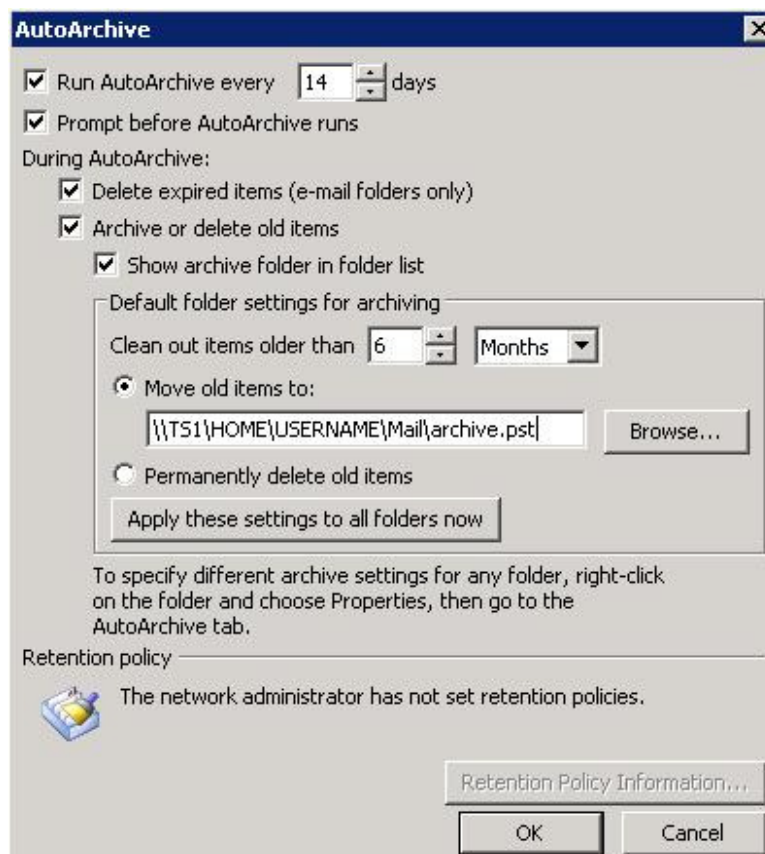 AutoArchive
Run AutoArchive every 14 days
Prompt before AutoArchive runs
During AutoArchive:
Delete expired items (e-mail folders only)
Archive or delete old items
Show archive folder in folder list
Default folder settings for archiving
Clean out items older than 6 Months
Move old items to:
\\TS1\HOME\USERNAME\Mail\archive.pst
Browse...
Permanently delete old items
Apply these settings to all folders now
To specify different archive settings for any folder, right-click
on the folder and choose Properties, then go to the
AutoArchive tab.
Retention policy
The network administrator has not set retention policies.
Retention Policy Information...
OK Cancel